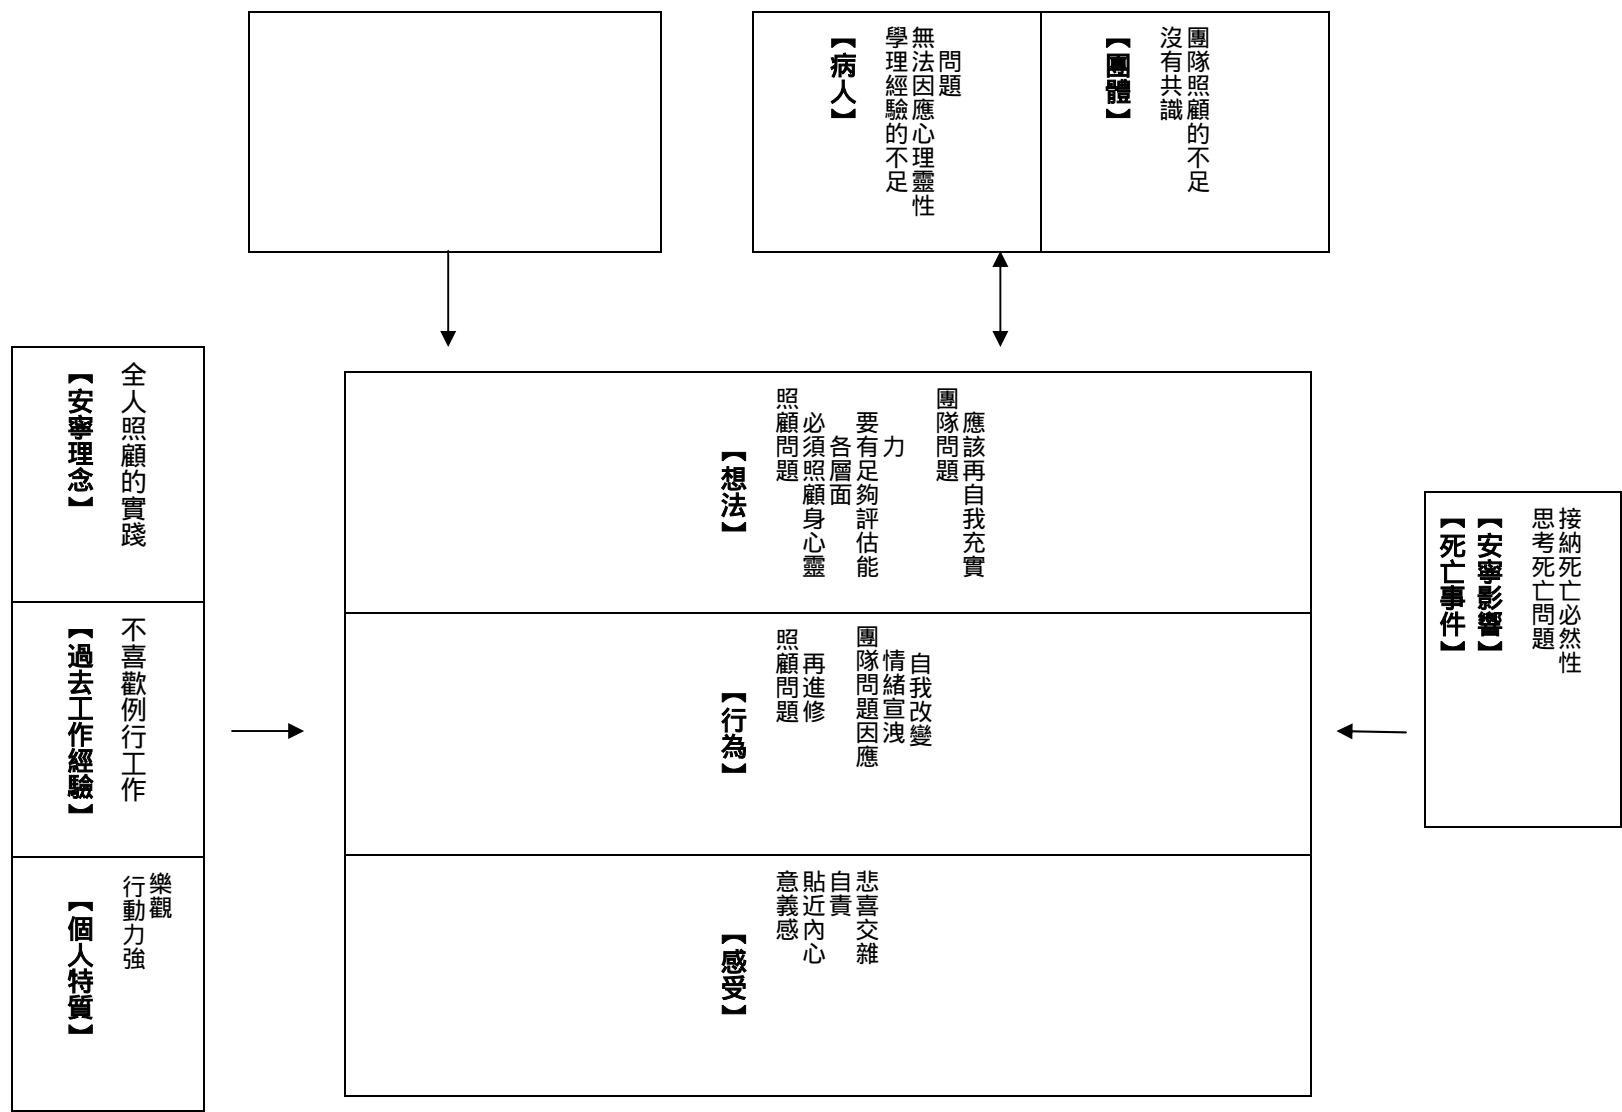 【病人】
學理經驗的不足
無法因應心理靈性
問題
【團體】
沒有共識
團隊照顧的不足
【安寧理念】
全人照顧的實踐
【過去工作經驗】
不喜歡例行工作
【個人特質】
行動力強
樂觀
【想法】
照顧問題
必須照顧身心靈
各層面
要有足夠評估能
力
團隊問題
應該再自我充實
【行為】
照顧問題
再進修
團隊問題因應
情緒宣洩
自我改變
【感受】
意義感
貼近內心
自責
悲喜交雜
【死亡事件】
【安寧影響】
思考死亡問題
接納死亡必然性